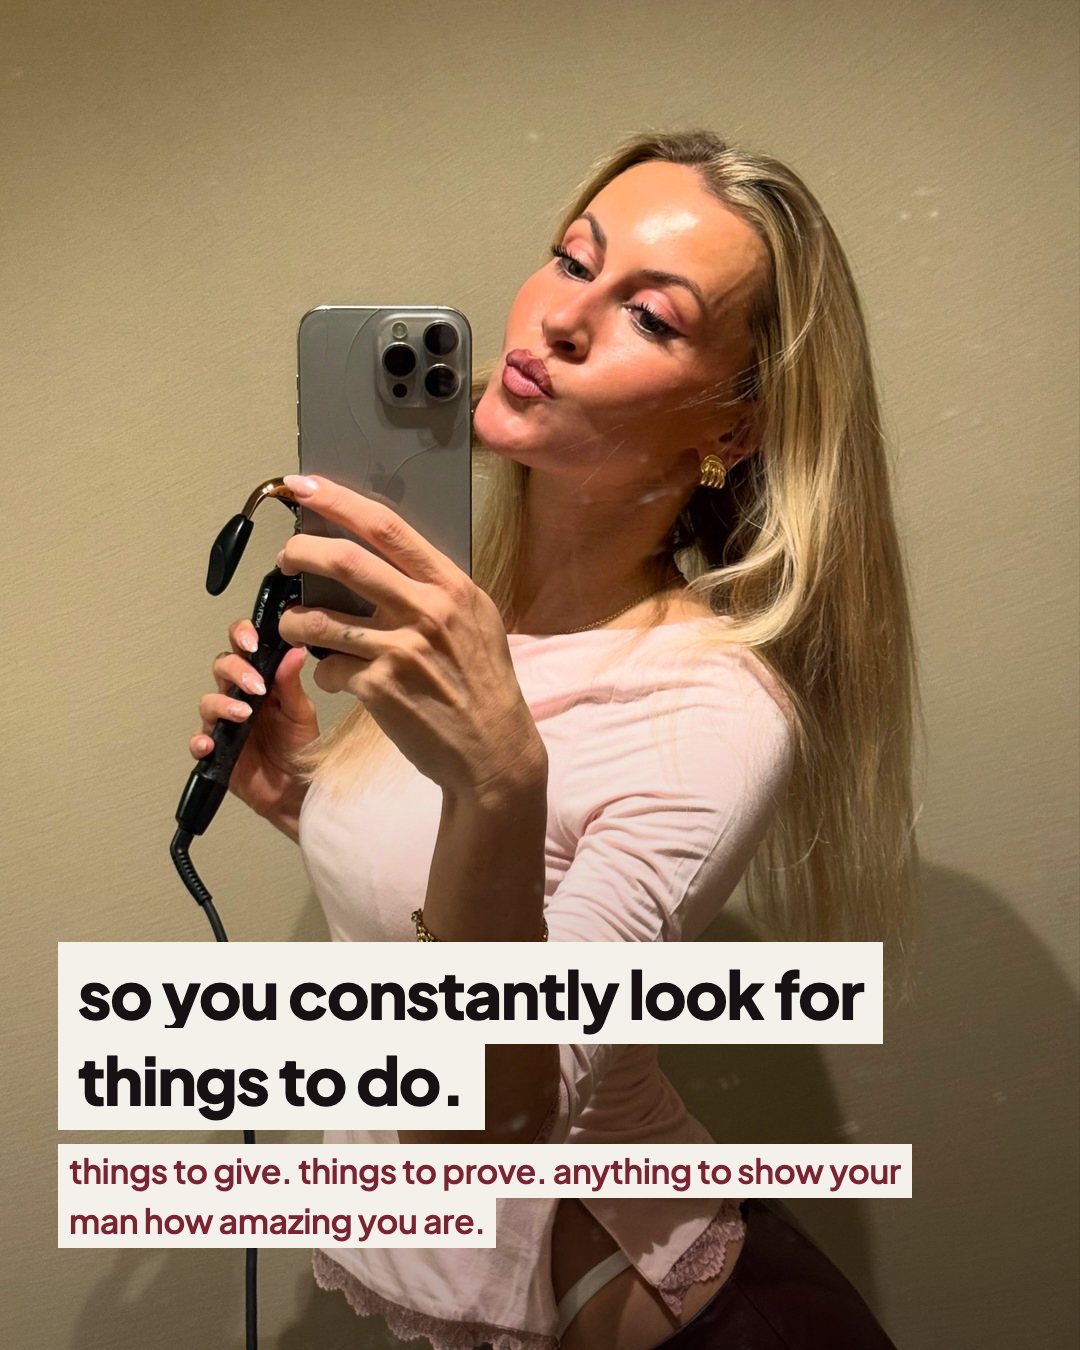 so you constantly look for
things to do.
things to give. things to prove. anything to show your
man how amazing you are.